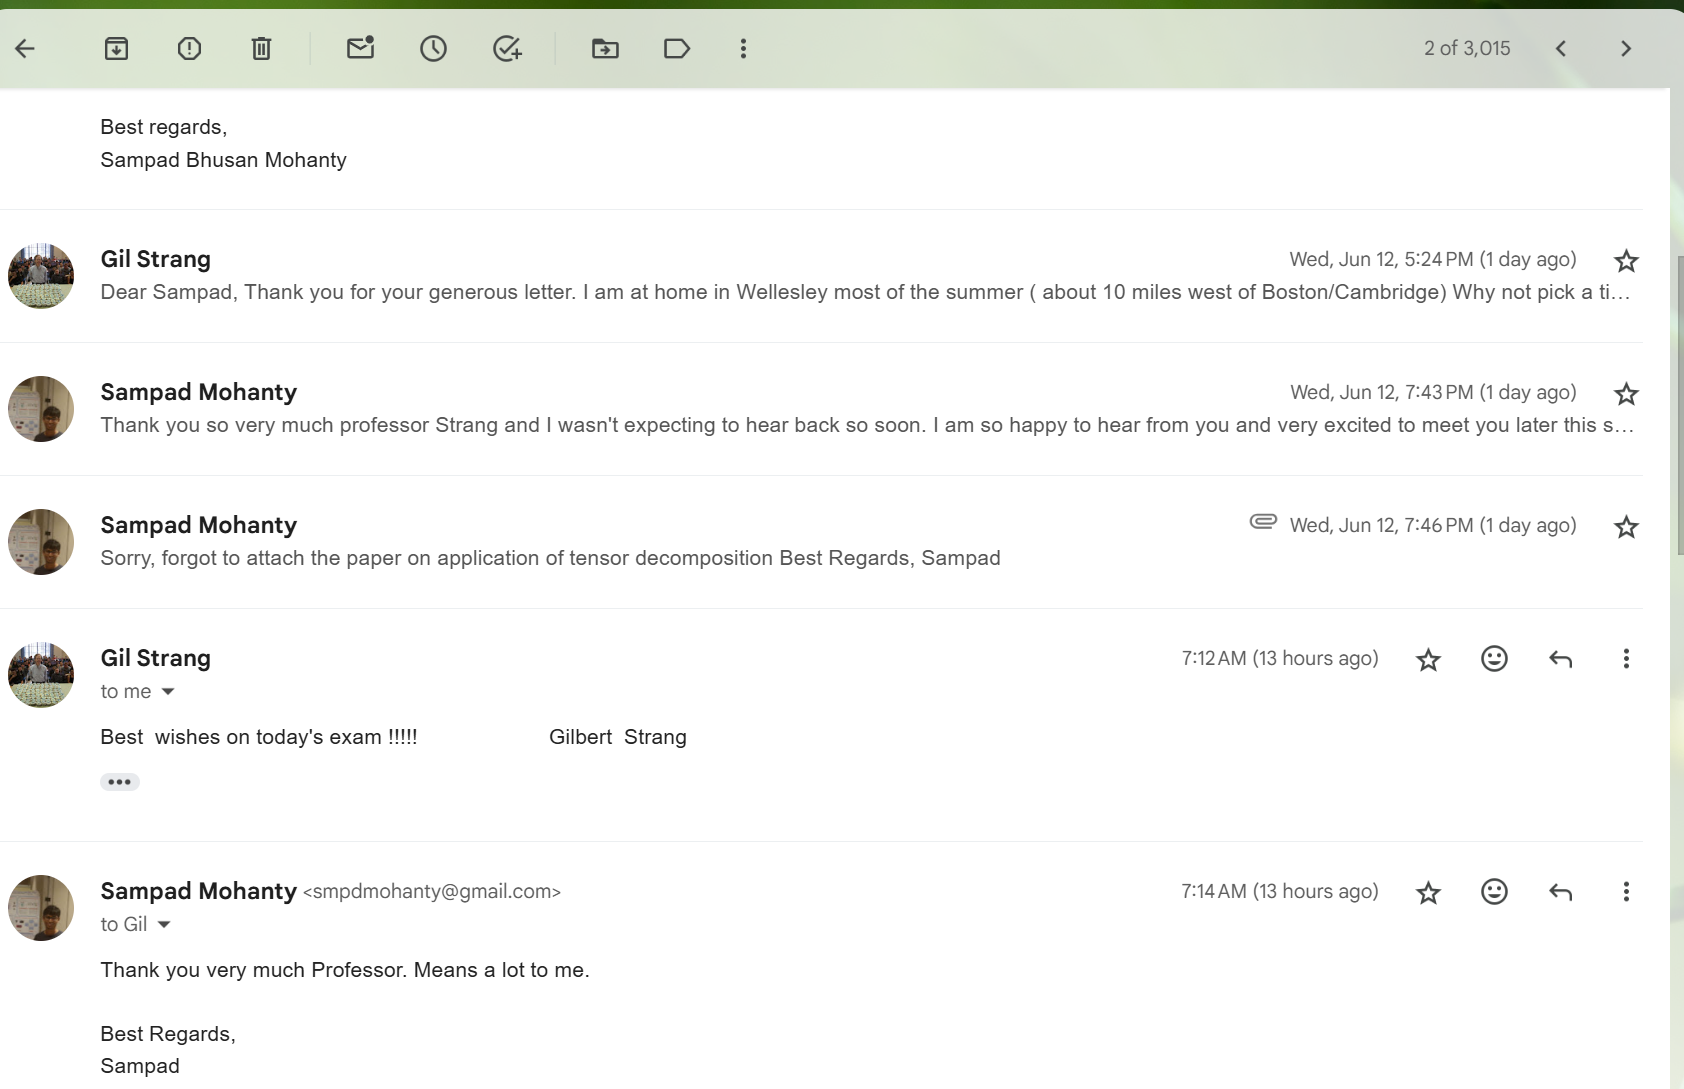 2 of 3,015
Best regards,
Sampad Bhusan Mohanty
Gil Strang
Wed, Jun 12, 5:24 PM (1 day ago)
Dear Sampad, Thank you for your generous letter. I am at home in Wellesley most of the summer ( about 10 miles west of Boston/Cambridge) Why not pick a ti…
Sampad Mohanty
Wed, Jun 12, 7:43 PM (1 day ago)
Thank you so very much professor Strang and I wasn't expecting to hear back so soon. I am so happy to hear from you and very excited to meet you later this s…
Sampad Mohanty
Wed, Jun 12, 7:46 PM (1 day ago)
Sorry, forgot to attach the paper on application of tensor decomposition Best Regards, Sampad
Gil Strang
7:12 AM (13 hours ago)
to me
Best  wishes on today's exam !!!!!                    Gilbert  Strang
Sampad Mohanty <smpdmohanty@gmail.com>
7:14 AM (13 hours ago)
to Gil
Thank you very much Professor. Means a lot to me.
Best Regards,
Sampad